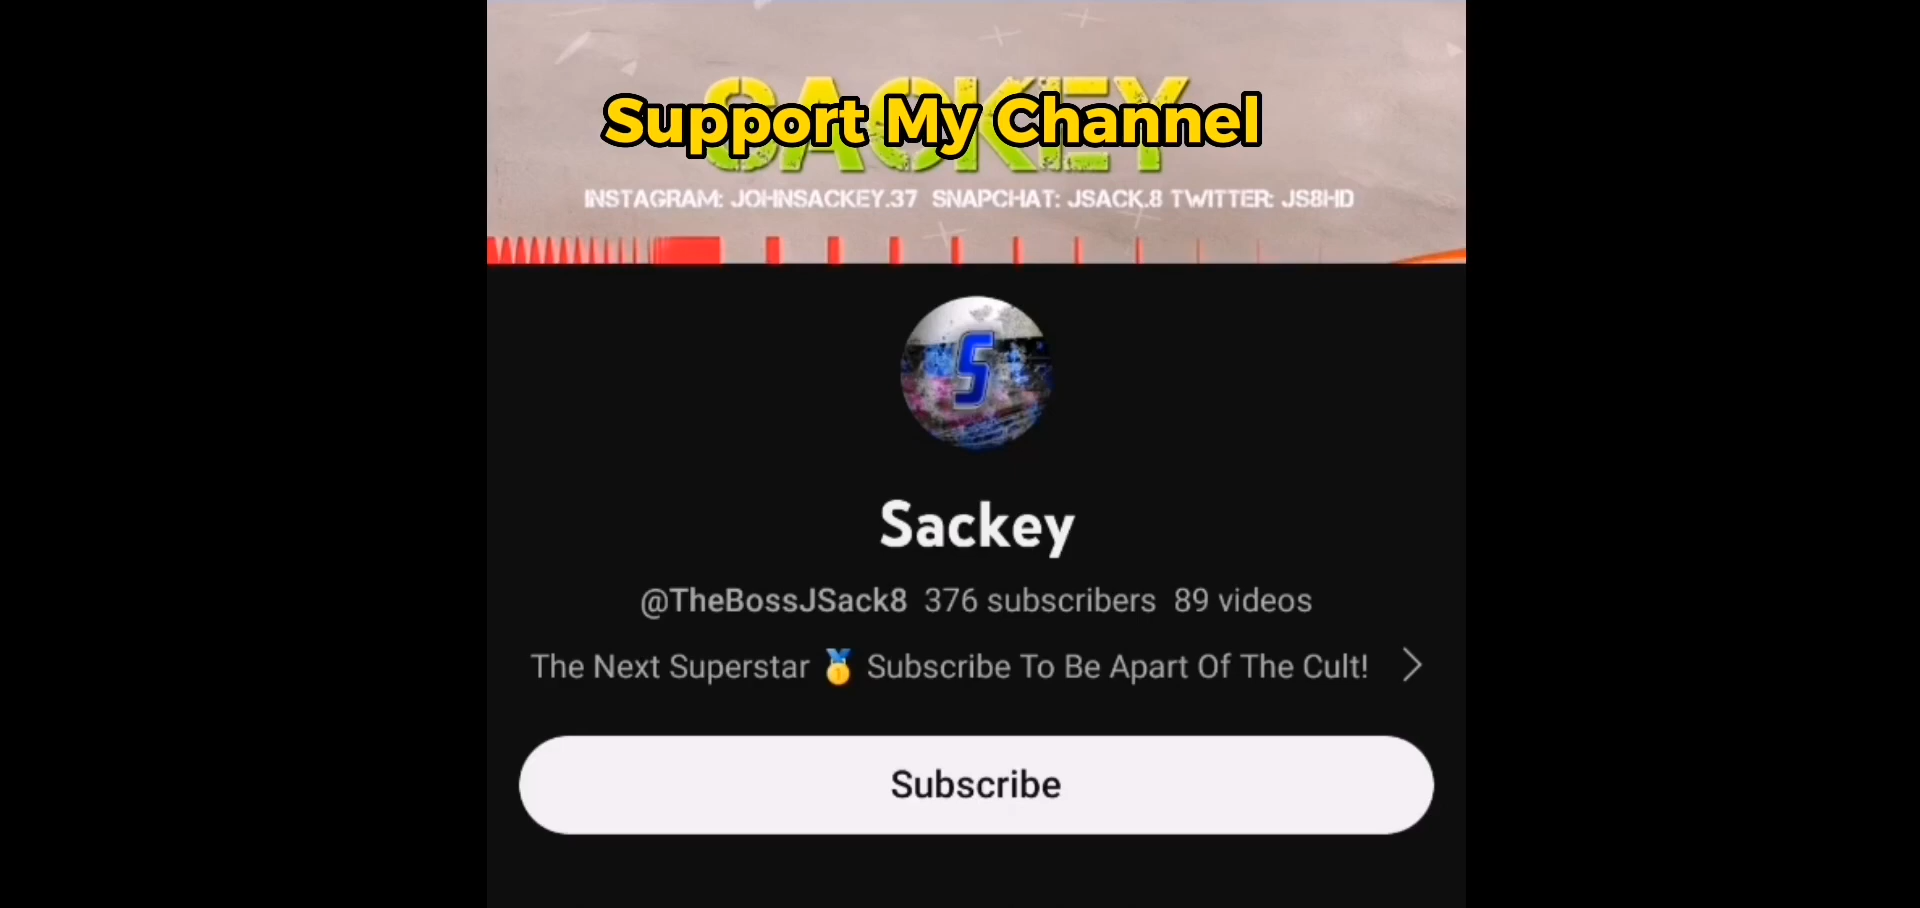 SACKEY
Support My Channel
INSTAGRAM: JOHNSACKEY.37 SNAPCHAT: JSACK.8 TWITTER: JS8HD
S
Sackey
@TheBossJSack8 376 subscribers 89 videos
The Next Superstar 🏅 Subscribe To Be Apart Of The Cult!
Subscribe